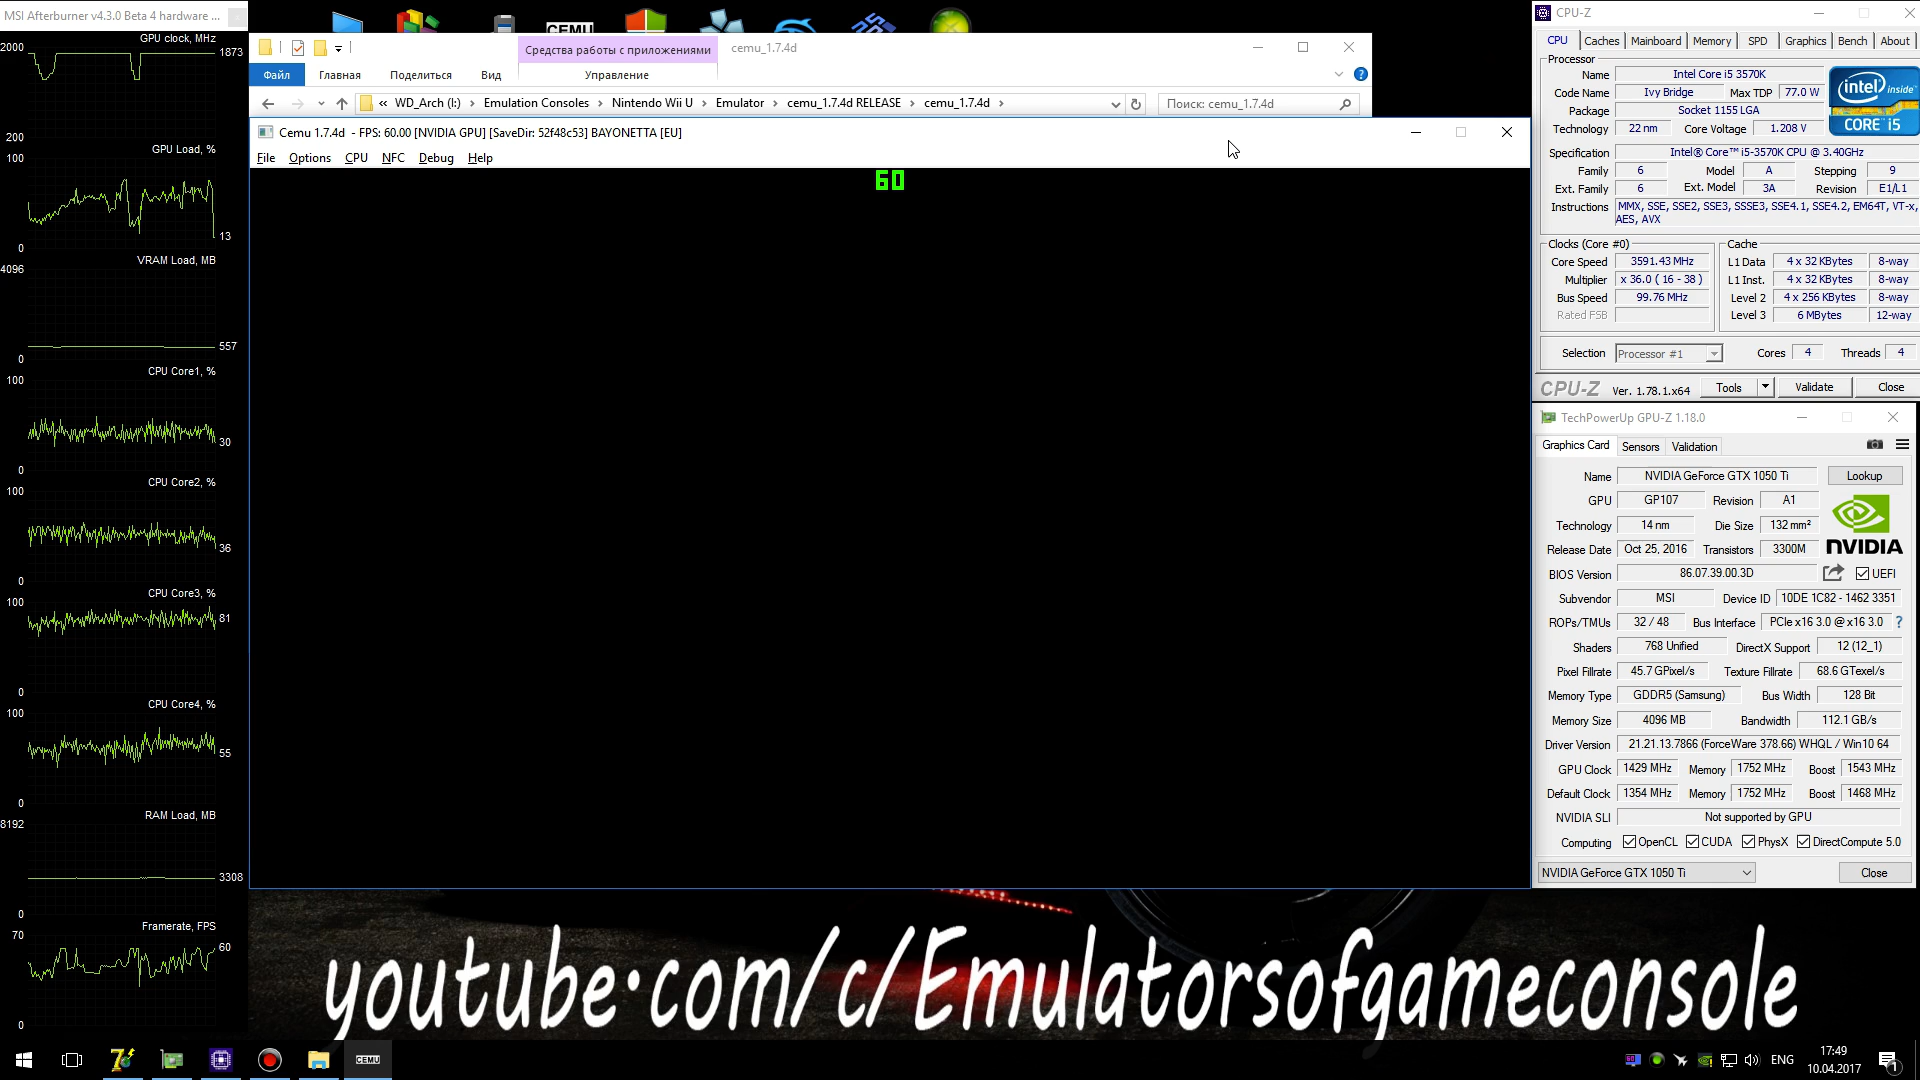 MSI Afterburner v4.3.0 Beta 4 hardware ...
GPU clock, MHz
2000
1873
200
GPU Load, %
100
13
0
VRAM Load, MB
4096
557
0
CPU Core1, %
100
30
0
CPU Core2, %
100
36
0
CPU Core3, %
100
81
0
CPU Core4, %
100
55
0
RAM Load, MB
8192
3308
0
Framerate, FPS
70
60
0
CEMU
Средства работы с приложениями
cemu_1.7.4d
Файл Главная Поделиться Вид Управление
« WD_Arch (I:) › Emulation Consoles › Nintendo Wii U › Emulator › cemu_1.7.4d RELEASE › cemu_1.7.4d ›
Поиск: cemu_1.7.4d
Cemu 1.7.4d - FPS: 60.00 [NVIDIA GPU] [SaveDir: 52f48c53] BAYONETTA [EU]
File Options CPU NFC Debug Help
60
CPU-Z
CPU Caches Mainboard Memory SPD Graphics Bench About
Processor
Name Intel Core i5 3570K
Code Name Ivy Bridge Max TDP 77.0 W
Package Socket 1155 LGA
Technology 22 nm Core Voltage 1.208 V
intel inside™
CORE i5
Specification Intel® Core™ i5-3570K CPU @ 3.40GHz
Family 6 Model A Stepping 9
Ext. Family 6 Ext. Model 3A Revision E1/L1
Instructions MMX, SSE, SSE2, SSE3, SSSE3, SSE4.1, SSE4.2, EM64T, VT-x,
AES, AVX
Clocks (Core #0)
Core Speed 3591.43 MHz
Multiplier x 36.0 ( 16 - 38 )
Bus Speed 99.76 MHz
Rated FSB
Cache
L1 Data 4 x 32 KBytes 8-way
L1 Inst. 4 x 32 KBytes 8-way
Level 2 4 x 256 KBytes 8-way
Level 3 6 MBytes 12-way
Selection Processor #1 Cores 4 Threads 4
CPU-Z Ver. 1.78.1.x64 Tools Validate Close
TechPowerUp GPU-Z 1.18.0
Graphics Card Sensors Validation
Name NVIDIA GeForce GTX 1050 Ti Lookup
GPU GP107 Revision A1
Technology 14 nm Die Size 132 mm²
Release Date Oct 25, 2016 Transistors 3300M
NVIDIA
BIOS Version 86.07.39.00.3D UEFI
Subvendor MSI Device ID 10DE 1C82 - 1462 3351
ROPs/TMUs 32 / 48 Bus Interface PCIe x16 3.0 @ x16 3.0 ?
Shaders 768 Unified DirectX Support 12 (12_1)
Pixel Fillrate 45.7 GPixel/s Texture Fillrate 68.6 GTexel/s
Memory Type GDDR5 (Samsung) Bus Width 128 Bit
Memory Size 4096 MB Bandwidth 112.1 GB/s
Driver Version 21.21.13.7866 (ForceWare 378.66) WHQL / Win10 64
GPU Clock 1429 MHz Memory 1752 MHz Boost 1543 MHz
Default Clock 1354 MHz Memory 1752 MHz Boost 1468 MHz
NVIDIA SLI Not supported by GPU
Computing OpenCL CUDA PhysX DirectCompute 5.0
NVIDIA GeForce GTX 1050 Ti Close
youtube.com/c/Emulatorsofgameconsole
CEMU
ENG
17:49
10.04.2017
1